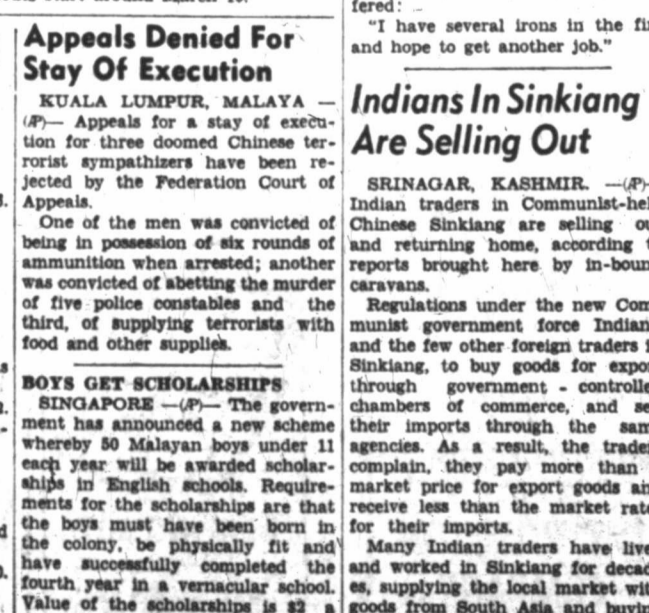 fered:
"I have several irons in the
and hope to get another job."
Appeals Denied For
Stay Of Execution
KUALA LUMPUR, MALAYA —
(AP)— Appeals for a stay of execu-
tion for three doomed Chinese ter-
rorist sympathizers have been re-
jected by the Federation Court of
Appeals.
One of the men was convicted of
being in possession of six rounds of
ammunition when arrested; another
was convicted of abetting the murder
of five police constables and the
third, of supplying terrorists with
food and other supplies.
BOYS GET SCHOLARSHIPS
SINGAPORE —(AP)— The govern-
ment has announced a new scheme
whereby 50 Malayan boys under 11
each year will be awarded scholar-
ships in English schools. Require-
ments for the scholarships are that
the boys must have been born in
the colony, be physically fit and
have successfully completed the
fourth year in a vernacular school.
Value of the scholarships is $2 a
Indians In Sinkiang
Are Selling Out
SRINAGAR, KASHMIR. —(AP)—
Indian traders in Communist-hel
Chinese Sinkiang are selling ou
and returning home, according t
reports brought here by in-boun
caravans.
Regulations under the new Com
munist government force Indian
and the few other foreign traders i
Sinkiang, to buy goods for expo
through government - controlle
chambers of commerce, and se
their imports through the sam
agencies. As a result, the trade
complain, they pay more than
market price for export goods an
receive less than the market rate
for their imports.
Many Indian traders have live
and worked in Sinkiang for decad
es, supplying the local market wit
goods from South Asia and buyin